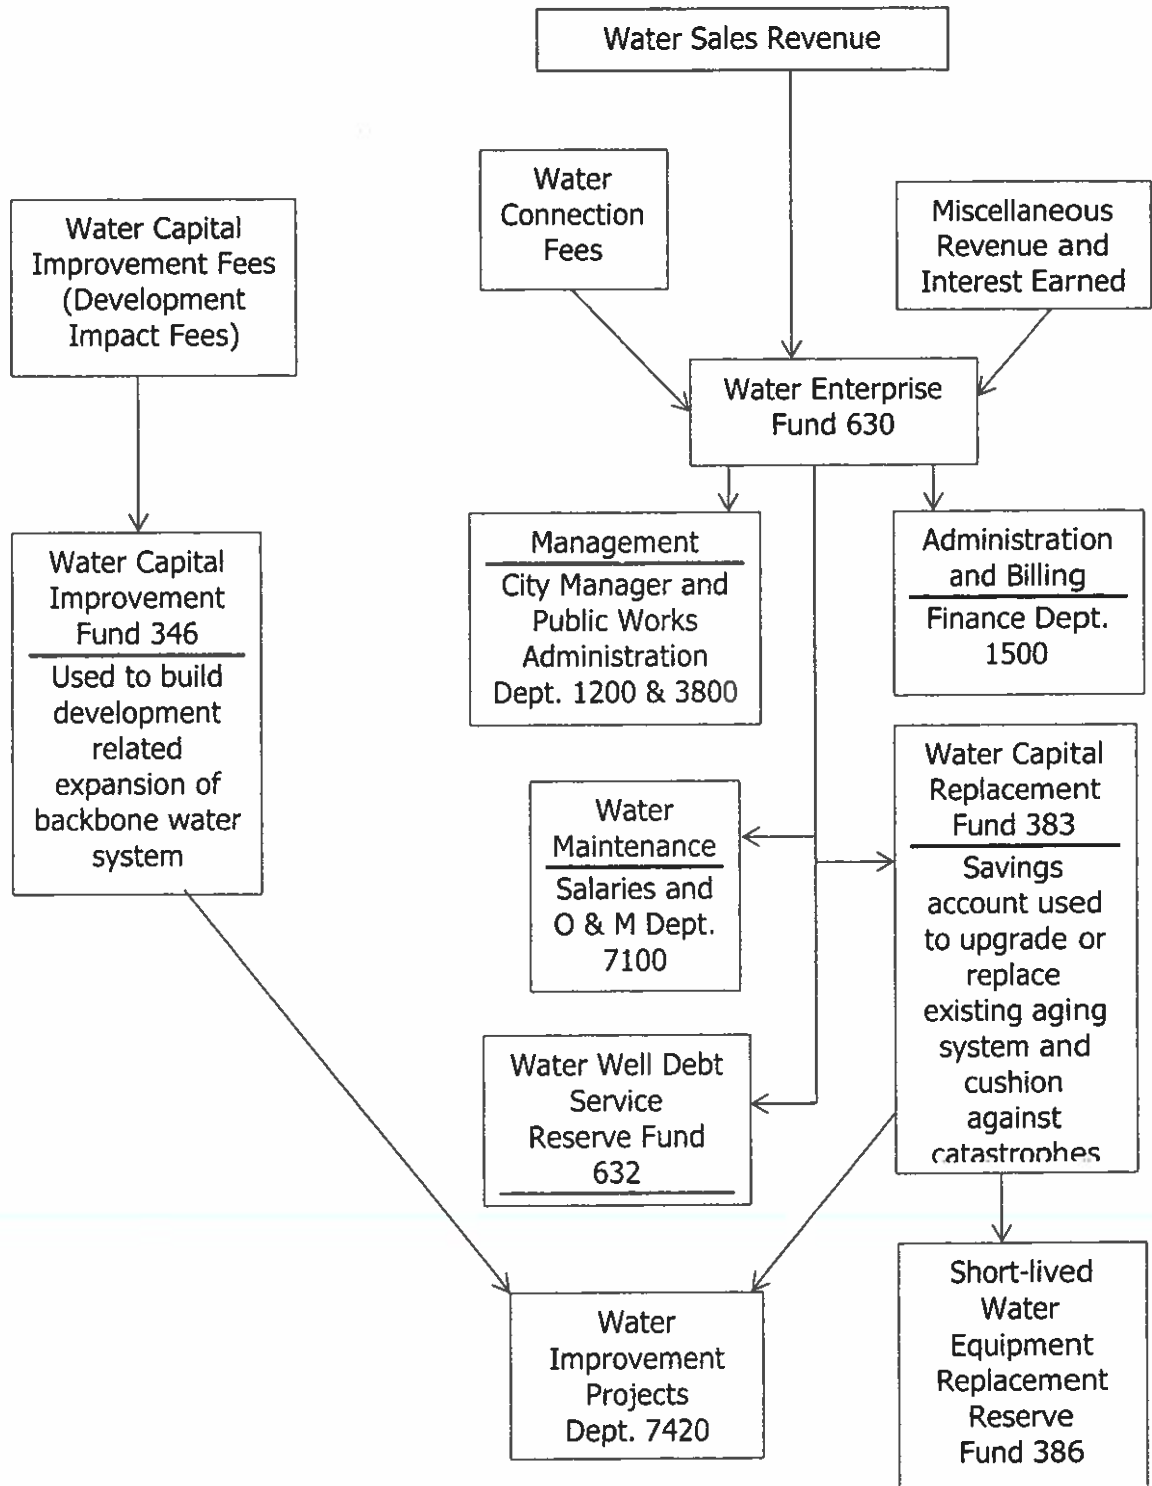 Water Sales Revenue
Water
Connection
Fees
Miscellaneous
Revenue and
Interest Earned
Water Capital
Improvement Fees
(Development
Impact Fees)
Water Enterprise
Fund 630
Management
City Manager and
Public Works
Administration
Dept. 1200 & 3800
Administration
and Billing
Finance Dept.
1500
Water Capital
Improvement
Fund 346
Used to build
development
related
expansion of
backbone water
system
Water
Maintenance
Salaries and
O & M Dept.
7100
Water Capital
Replacement
Fund 383
Savings
account used
to upgrade or
replace
existing aging
system and
cushion
against
catastrophes
Water Well Debt
Service
Reserve Fund
632
Water
Improvement
Projects
Dept. 7420
Short-lived
Water
Equipment
Replacement
Reserve
Fund 386